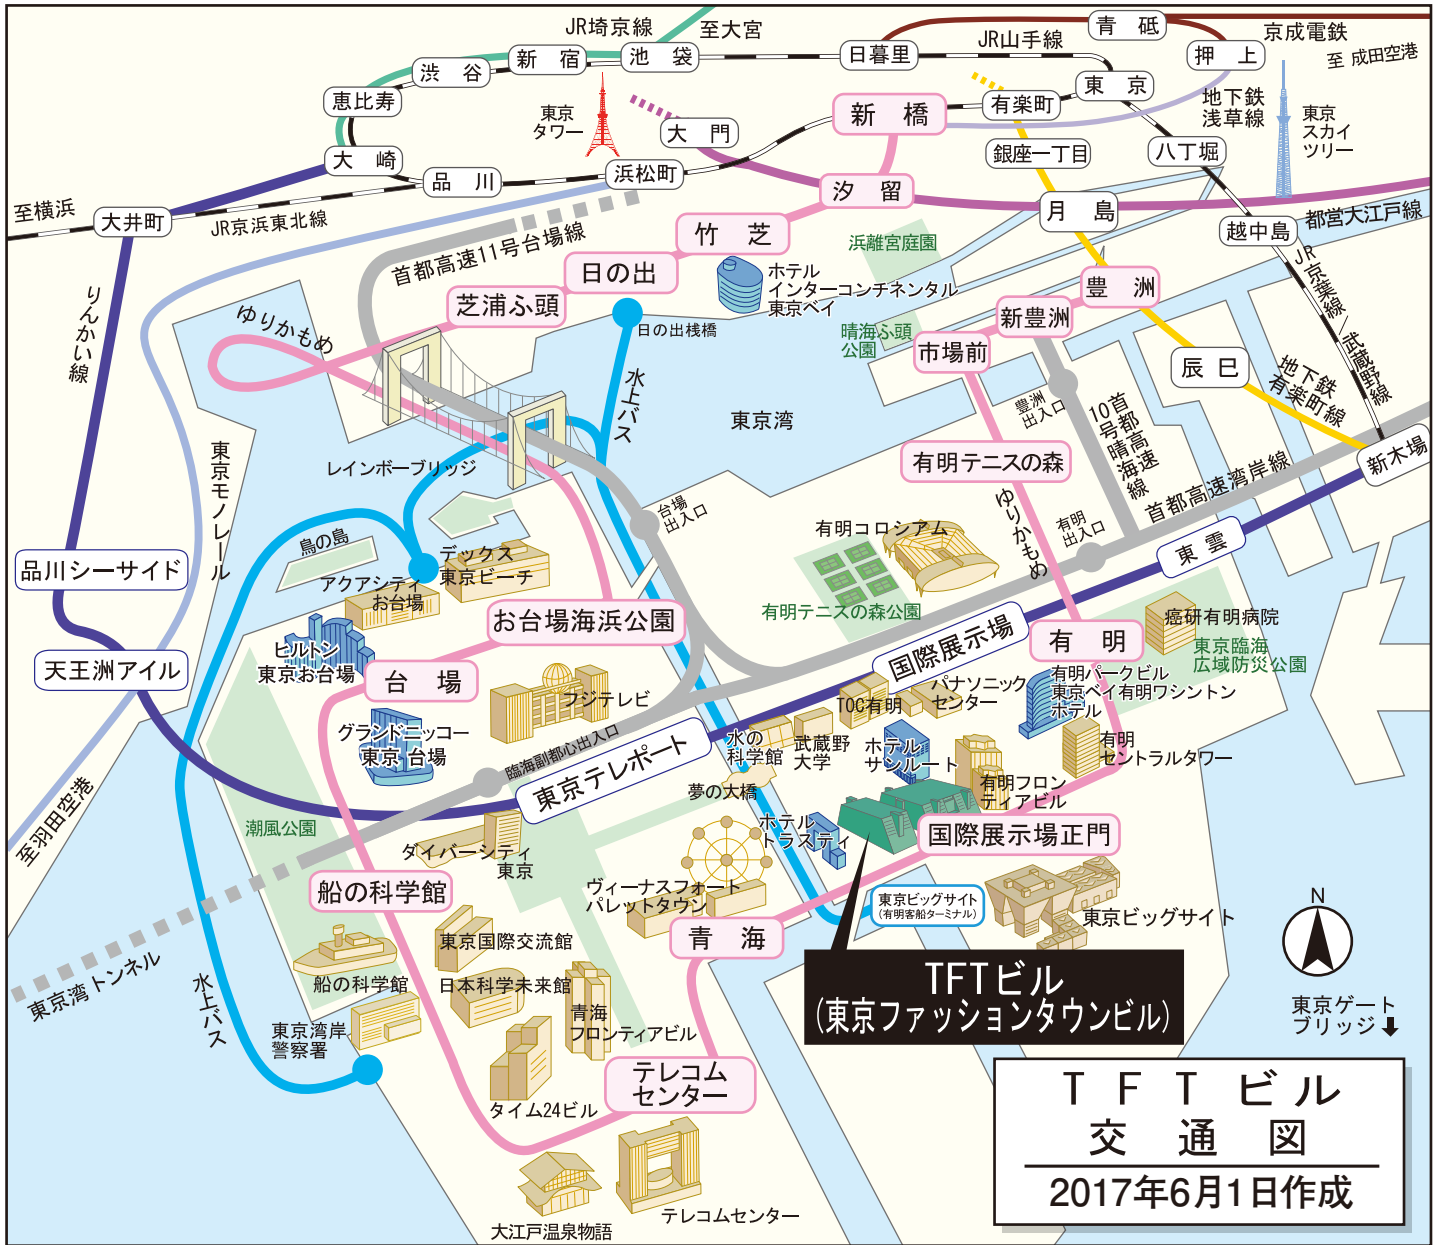 JR埼京線
至大宮
青砥
京成電鉄
至 成田空港
JR山手線
押上
日暮里
池袋
新宿
渋谷
恵比寿
東京
タワー
大門
新橋
有楽町
東京
地下鉄
浅草線
東京
スカイ
ツリー
大崎
品川
浜松町
汐留
銀座一丁目
八丁堀
月島
越中島
都営大江戸線
至横浜
大井町
JR京浜東北線
首都高速11号台場線
竹芝
日の出
芝浦ふ頭
浜離宮庭園
ホテル
インターコンチネンタル
東京ベイ
日の出桟橋
晴海ふ頭
公園
市場前
新豊洲
豊洲
辰巳
JR京葉線/武蔵野線
地下鉄
有楽町線
新木場
りんかい線
ゆりかもめ
水上バス
東京湾
豊洲
出入口
10号晴海線
首都高速
有明テニスの森
首都高速湾岸線
東京モノレール
レインボーブリッジ
台場
出入口
ゆりかもめ
有明
出入口
東雲
品川シーサイド
鳥の島
デックス
東京ビーチ
アクアシティ
お台場
有明コロシアム
有明テニスの森公園
お台場海浜公園
国際展示場
有明
癌研有明病院
東京臨海
広域防災公園
天王洲アイル
ヒルトン
東京お台場
台場
フジテレビ
TOC有明
パナソニック
センター
有明パークビル
東京ベイ有明ワシントン
ホテル
グランドニッコー
東京 台場
臨海副都心出入口
東京テレポート
水の
科学館
武蔵野
大学
ホテル
サンルート
有明
セントラルタワー
有明フロン
ティアビル
夢の大橋
至羽田空港
潮風公園
ダイバーシティ
東京
ホテル
トラスティ
国際展示場正門
船の科学館
ヴィーナスフォート
パレットタウン
東京ビッグサイト
(有明客船ターミナル)
東京ビッグサイト
青海
東京国際交流館
東京湾トンネル
船の科学館
日本科学未来館
青海
フロンティアビル
TFTビル
(東京ファッションタウンビル)
N
東京ゲート
ブリッジ
水上バス
東京湾岸
警察署
テレコム
センター
タイム24ビル
大江戸温泉物語
テレコムセンター
TFTビル
交通図
2017年6月1日作成